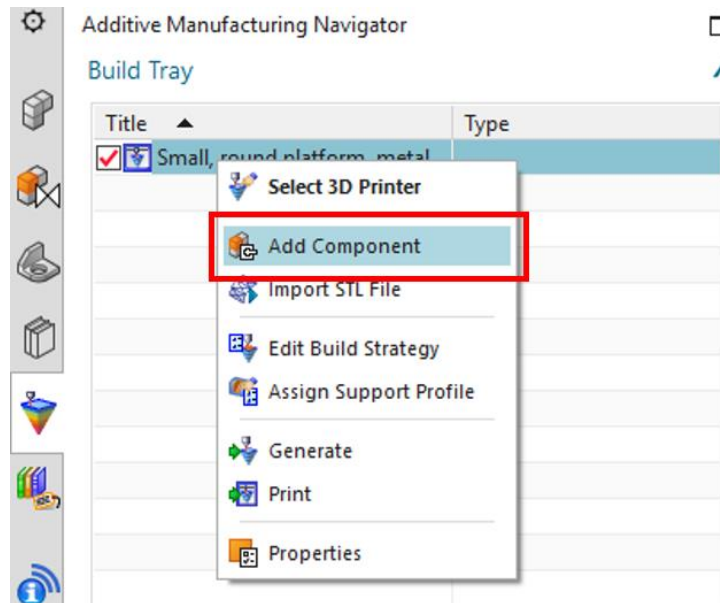 Additive Manufacturing Navigator
Build Tray
Title Type
Small, round platform, metal
Select 3D Printer
Add Component
Import STL File
Edit Build Strategy
Assign Support Profile
Generate
Print
Properties